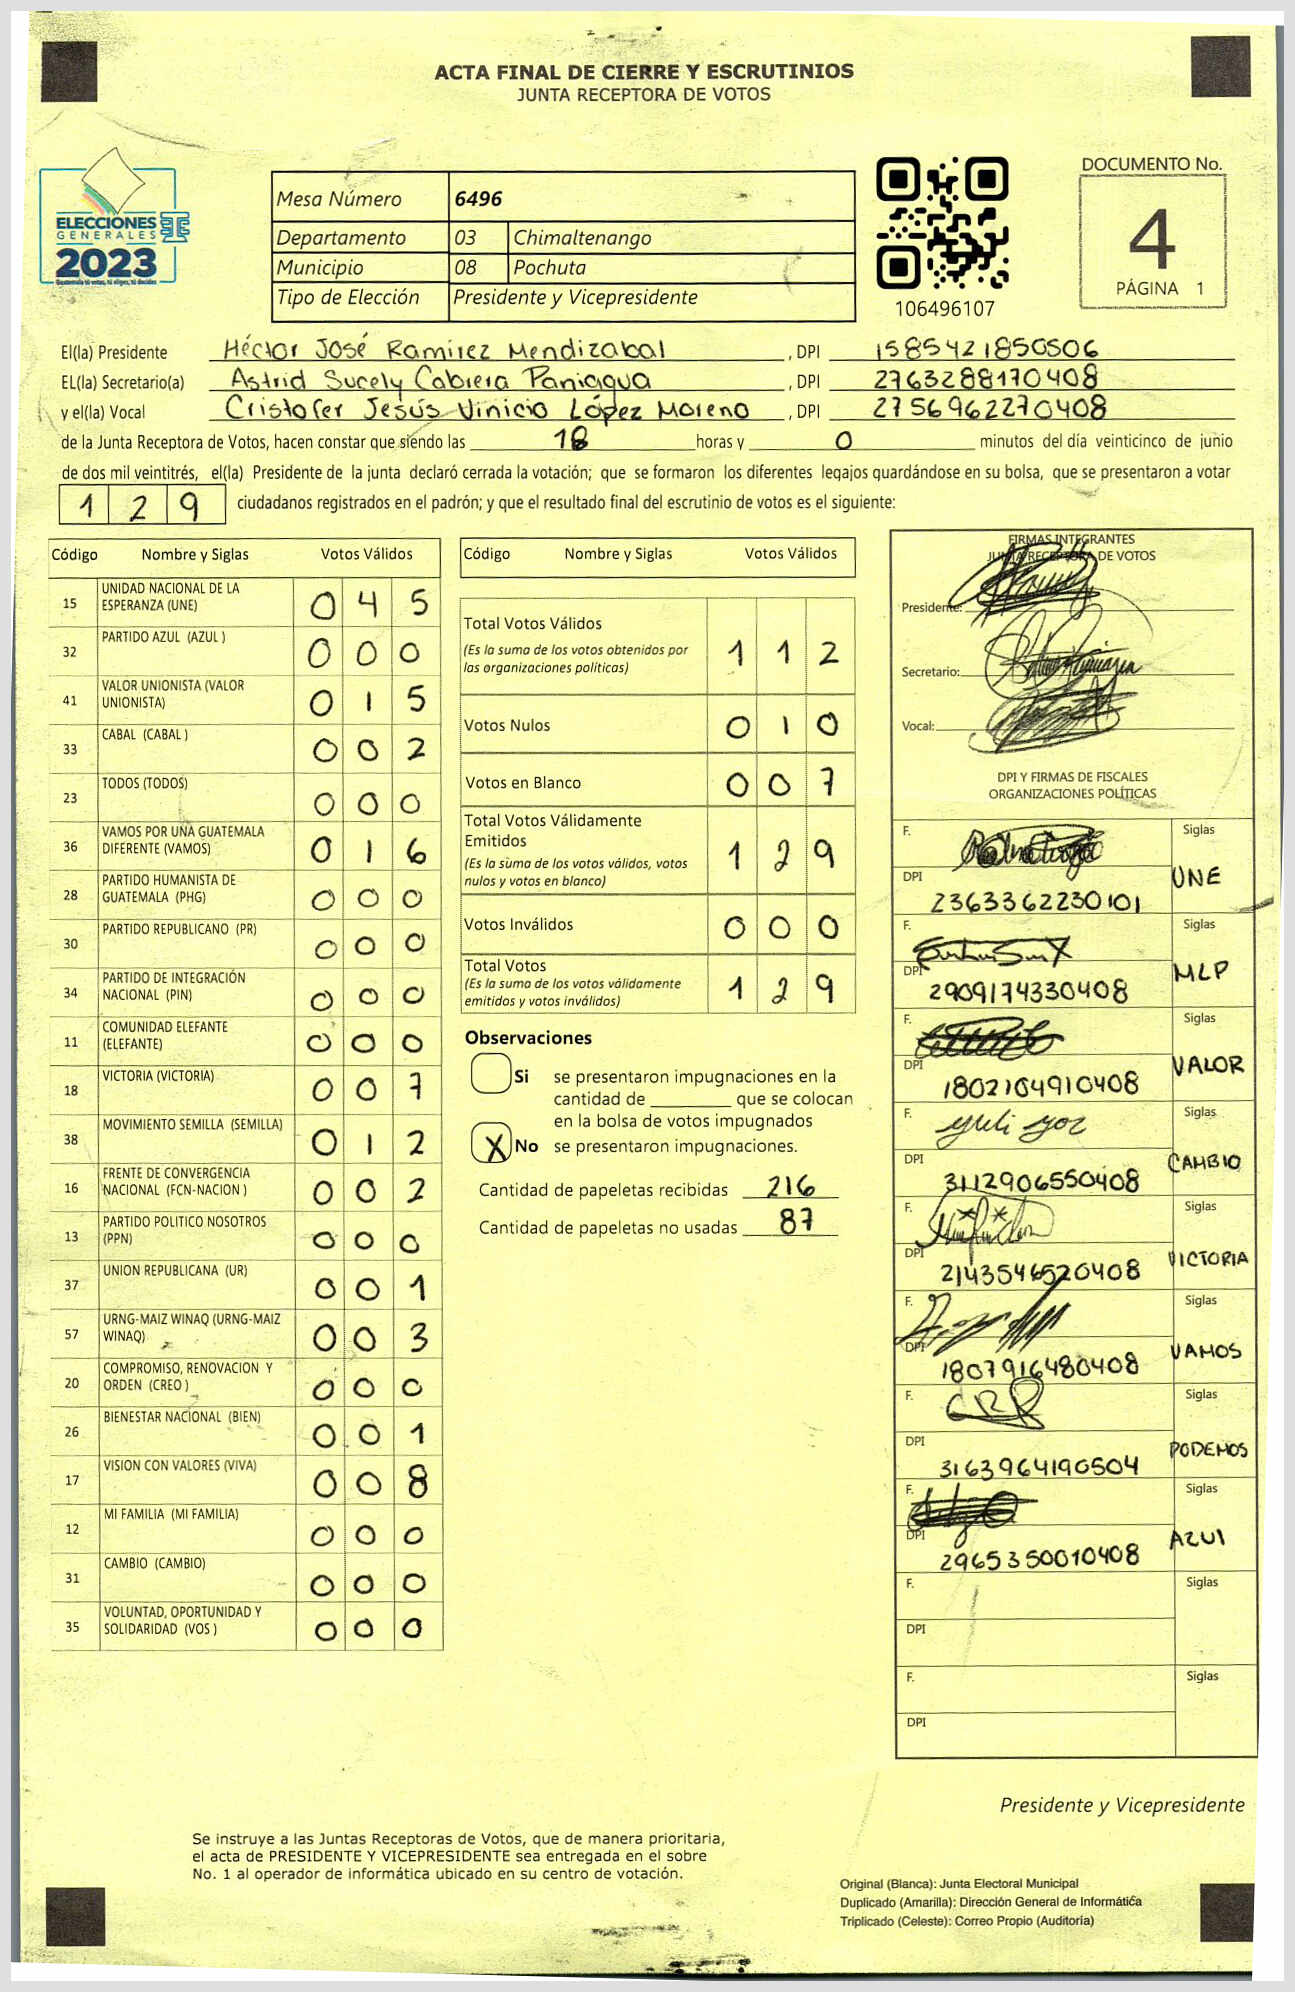 ACTA FINAL DE CIERRE Y ESCRUTINIOS
JUNTA RECEPTORA DE VOTOS
ELECCIONES
GENERALES
2023
Guatemala tú votas, tú eliges, tú decides
Mesa Número 6496
Departamento 03 Chimaltenango
Municipio 08 Pochuta
Tipo de Elección Presidente y Vicepresidente
106496107
DOCUMENTO No.
4
PÁGINA 1
El(la) Presidente Héctor José Ramírez Mendizabal , DPI 1585421850506
EL(la) Secretario(a) Astrid Sucely Cabrera Paniagua , DPI 2763288170408
y el(la) Vocal Cristofer Jesús Vinicio López Moreno , DPI 2756962270408
de la Junta Receptora de Votos, hacen constar que siendo las 18 horas y 0 minutos del día veinticinco de junio
de dos mil veintitrés, el(la) Presidente de la junta declaró cerrada la votación; que se formaron los diferentes legajos guardándose en su bolsa, que se presentaron a votar
129 ciudadanos registrados en el padrón; y que el resultado final del escrutinio de votos es el siguiente:
Código Nombre y Siglas Votos Válidos
15 UNIDAD NACIONAL DE LA ESPERANZA (UNE) 0 4 5
32 PARTIDO AZUL (AZUL ) 0 0 0
41 VALOR UNIONISTA (VALOR UNIONISTA) 0 1 5
33 CABAL (CABAL ) 0 0 2
23 TODOS (TODOS) 0 0 0
36 VAMOS POR UNA GUATEMALA DIFERENTE (VAMOS) 0 1 6
28 PARTIDO HUMANISTA DE GUATEMALA (PHG) 0 0 0
30 PARTIDO REPUBLICANO (PR) 0 0 0
34 PARTIDO DE INTEGRACIÓN NACIONAL (PIN) 0 0 0
11 COMUNIDAD ELEFANTE (ELEFANTE) 0 0 0
18 VICTORIA (VICTORIA) 0 0 7
38 MOVIMIENTO SEMILLA (SEMILLA) 0 1 2
16 FRENTE DE CONVERGENCIA NACIONAL (FCN-NACION ) 0 0 2
13 PARTIDO POLITICO NOSOTROS (PPN) 0 0 0
37 UNION REPUBLICANA (UR) 0 0 1
57 URNG-MAIZ WINAQ (URNG-MAIZ WINAQ) 0 0 3
20 COMPROMISO, RENOVACION Y ORDEN (CREO ) 0 0 0
26 BIENESTAR NACIONAL (BIEN) 0 0 1
17 VISION CON VALORES (VIVA) 0 0 8
12 MI FAMILIA (MI FAMILIA) 0 0 0
31 CAMBIO (CAMBIO) 0 0 0
35 VOLUNTAD, OPORTUNIDAD Y SOLIDARIDAD (VOS ) 0 0 0
Código Nombre y Siglas Votos Válidos
Total Votos Válidos 1 1 2
(Es la suma de los votos obtenidos por las organizaciones políticas)
Votos Nulos 0 1 0
Votos en Blanco 0 0 7
Total Votos Válidamente Emitidos 1 2 9
(Es la suma de los votos válidos, votos nulos y votos en blanco)
Votos Inválidos 0 0 0
Total Votos 1 2 9
(Es la suma de los votos válidamente emitidos y votos inválidos)
Observaciones
Si se presentaron impugnaciones en la
cantidad de ________ que se colocan
en la bolsa de votos impugnados
X No se presentaron impugnaciones.
Cantidad de papeletas recibidas 216
Cantidad de papeletas no usadas 87
FIRMAS INTEGRANTES
JUNTA RECEPTORA DE VOTOS
Presidente:
Secretario:
Vocal:
DPI Y FIRMAS DE FISCALES
ORGANIZACIONES POLÍTICAS
F. Siglas
DPI 2363362230101 UNE
F. Siglas
DPI 2909174330408 MLP
F. Siglas
DPI 1802104910408 VALOR
F. Siglas
DPI 3112906550408 CAMBIO
F. Siglas
DPI 2143546520408 VICTORIA
F. Siglas
DPI 1807916480408 VAMOS
F. Siglas
DPI 3163964190504 PODEMOS
F. Siglas
DPI 2965350010408 AZUl
F. Siglas
DPI
F. Siglas
DPI
Presidente y Vicepresidente
Se instruye a las Juntas Receptoras de Votos, que de manera prioritaria,
el acta de PRESIDENTE Y VICEPRESIDENTE sea entregada en el sobre
No. 1 al operador de informática ubicado en su centro de votación.
Original (Blanca): Junta Electoral Municipal
Duplicado (Amarilla): Dirección General de Informática
Triplicado (Celeste): Correo Propio (Auditoría)